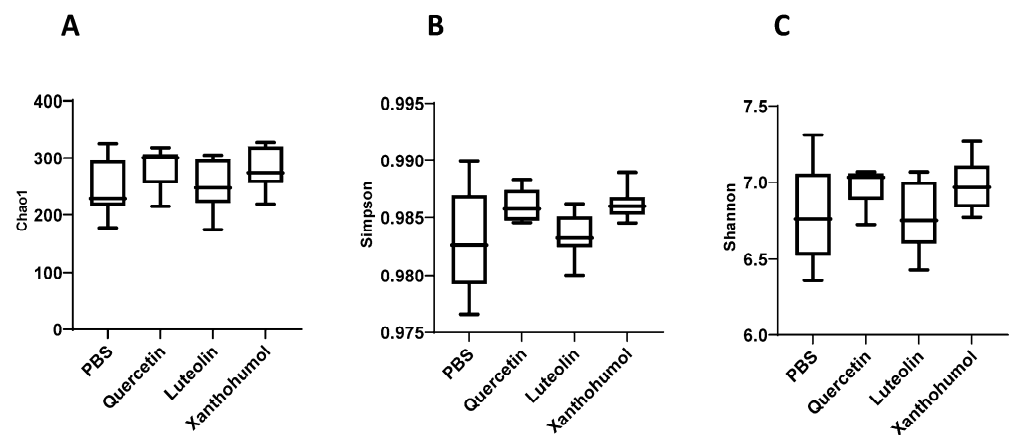 A
B
C
400
300
200
100
0
Chao1
PBS
Quercetin
Luteolin
Xanthohumol
0.995
0.990
0.985
0.980
0.975
Simpson
PBS
Quercetin
Luteolin
Xanthohumol
7.5
7.0
6.5
6.0
Shannon
PBS
Quercetin
Luteolin
Xanthohumol